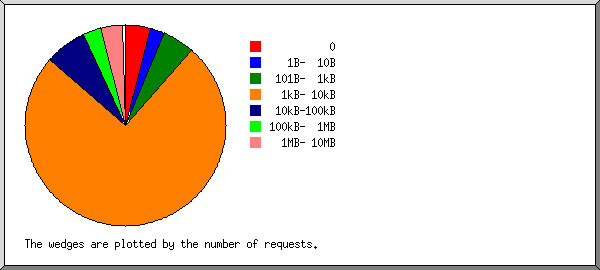 0
1B- 10B
101B- 1kB
1kB- 10kB
10kB-100kB
100kB- 1MB
1MB- 10MB
The wedges are plotted by the number of requests.